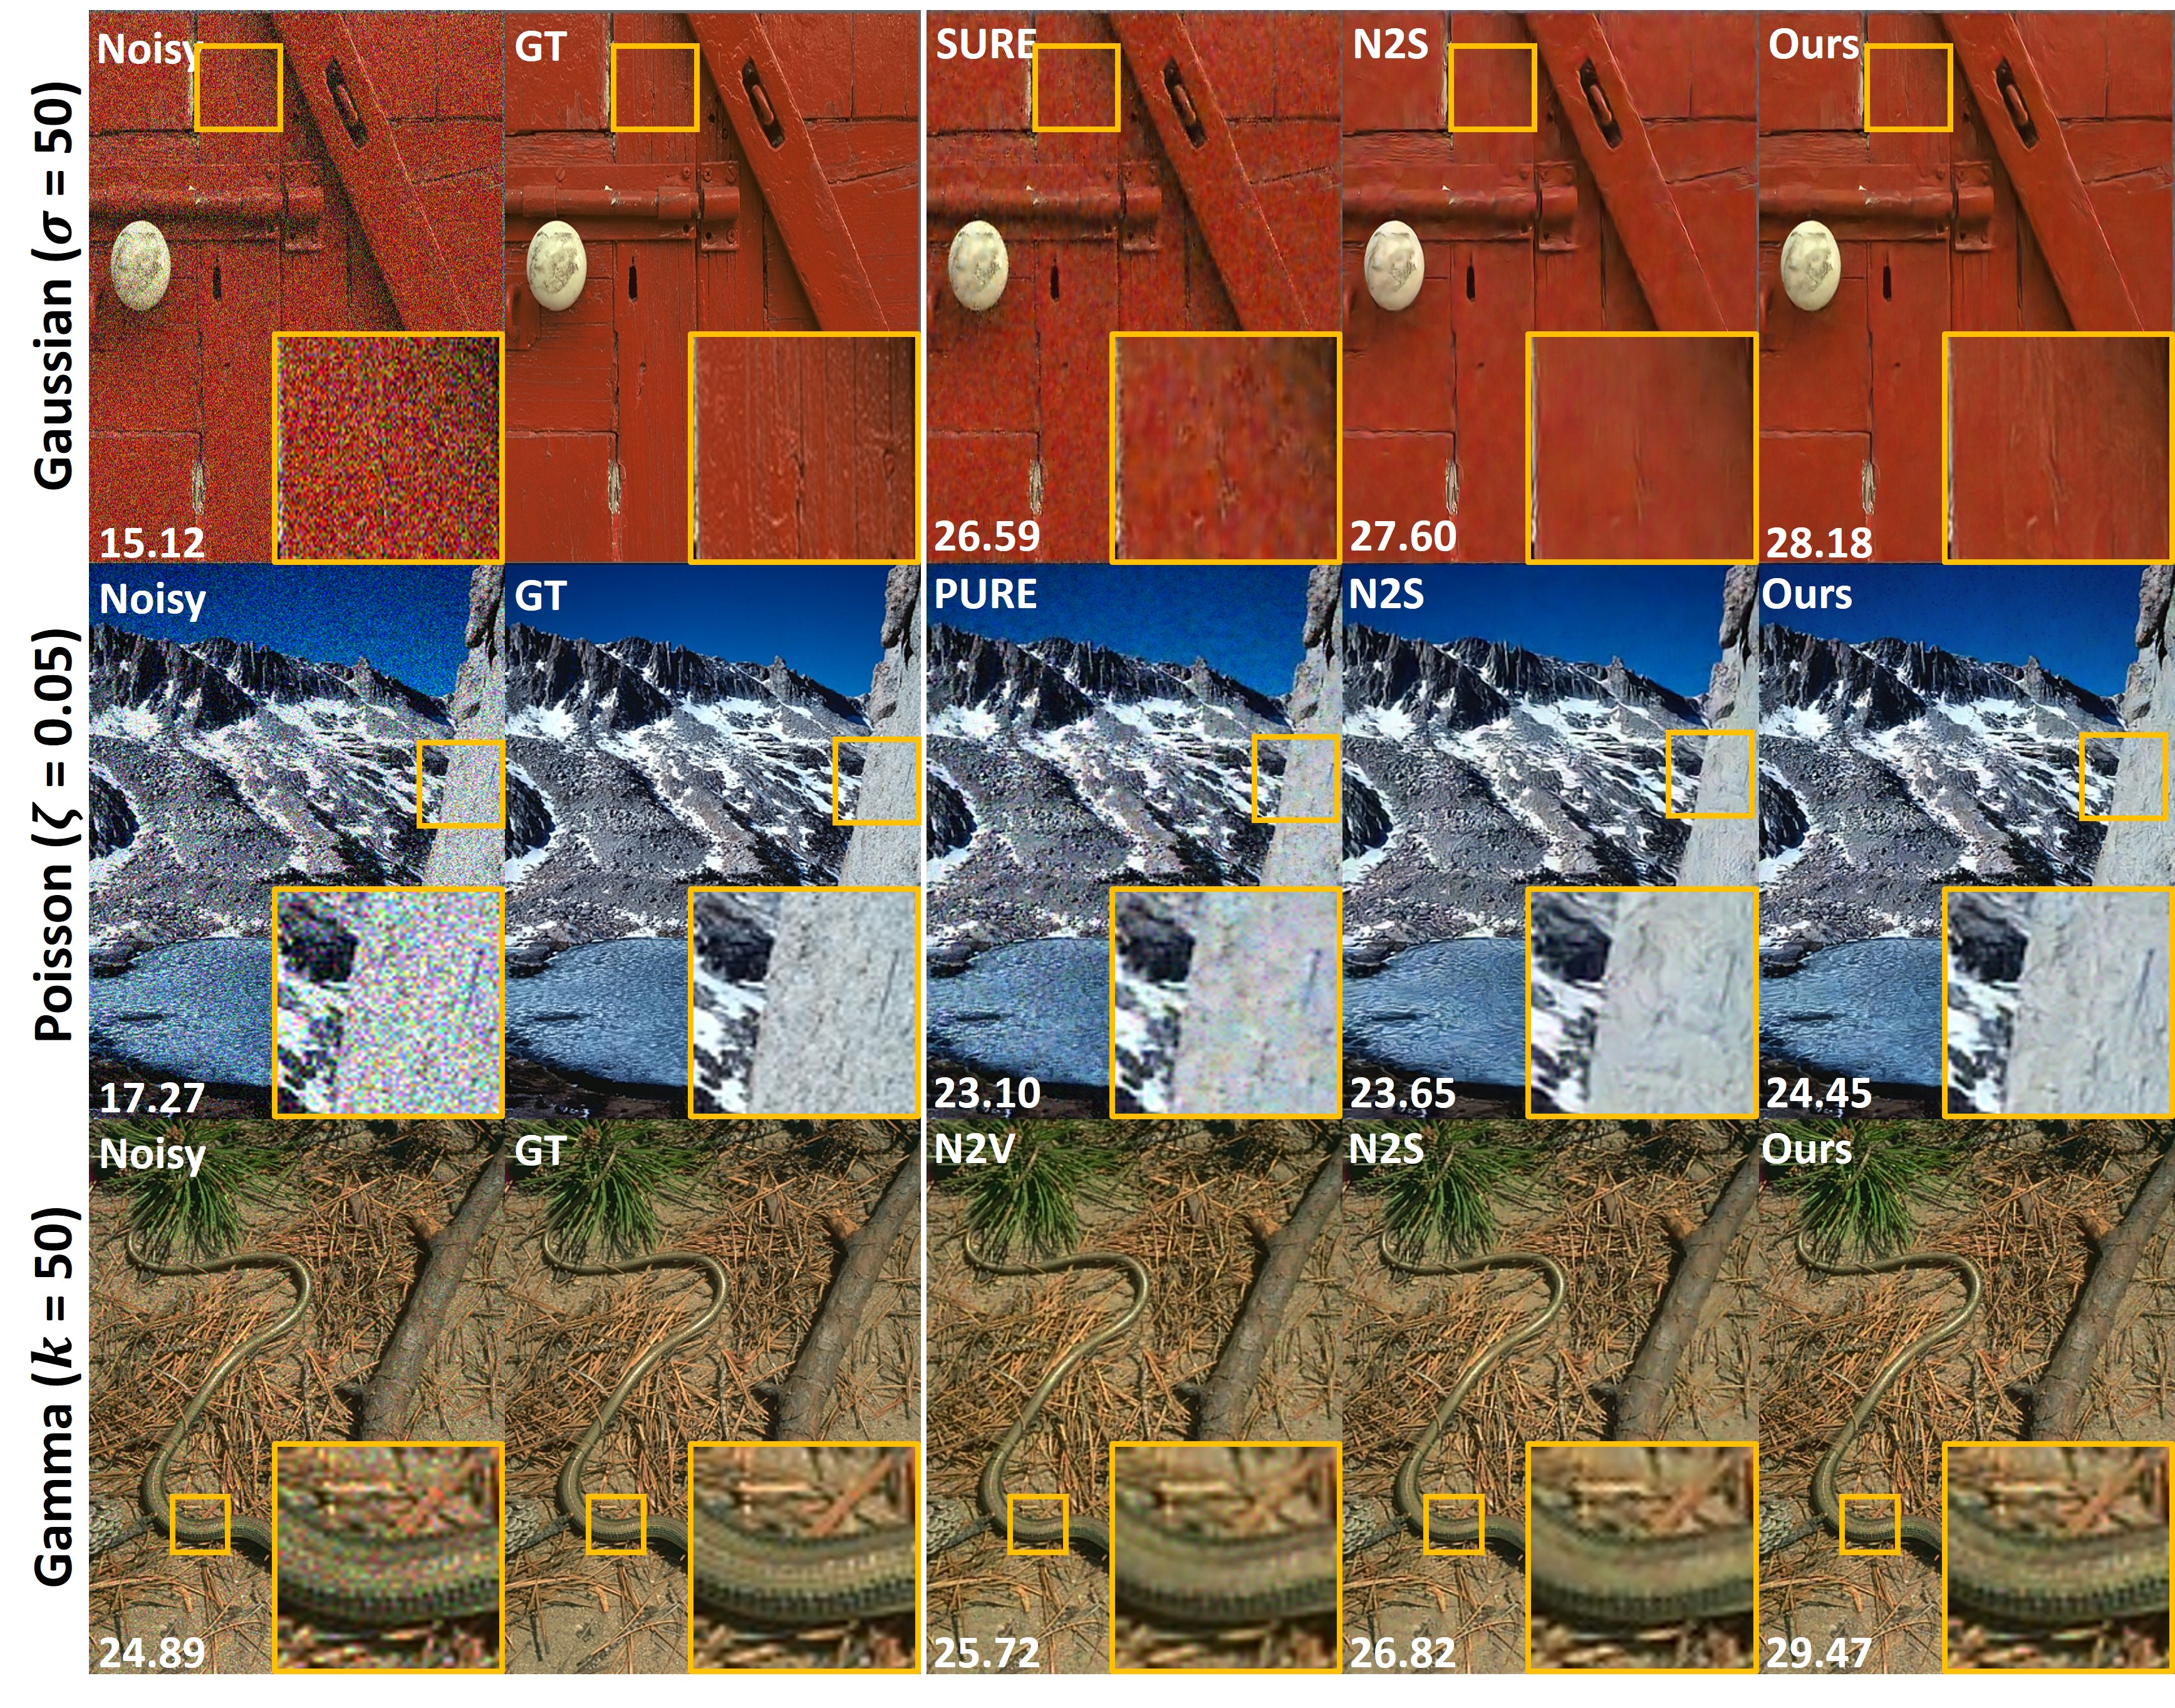 Gaussian (σ = 50)
Noisy
GT
SURE
N2S
Ours
15.12
26.59
27.60
28.18
Poisson (ζ = 0.05)
Noisy
GT
PURE
N2S
Ours
17.27
23.10
23.65
24.45
Gamma (k = 50)
Noisy
GT
N2V
N2S
Ours
24.89
25.72
26.82
29.47